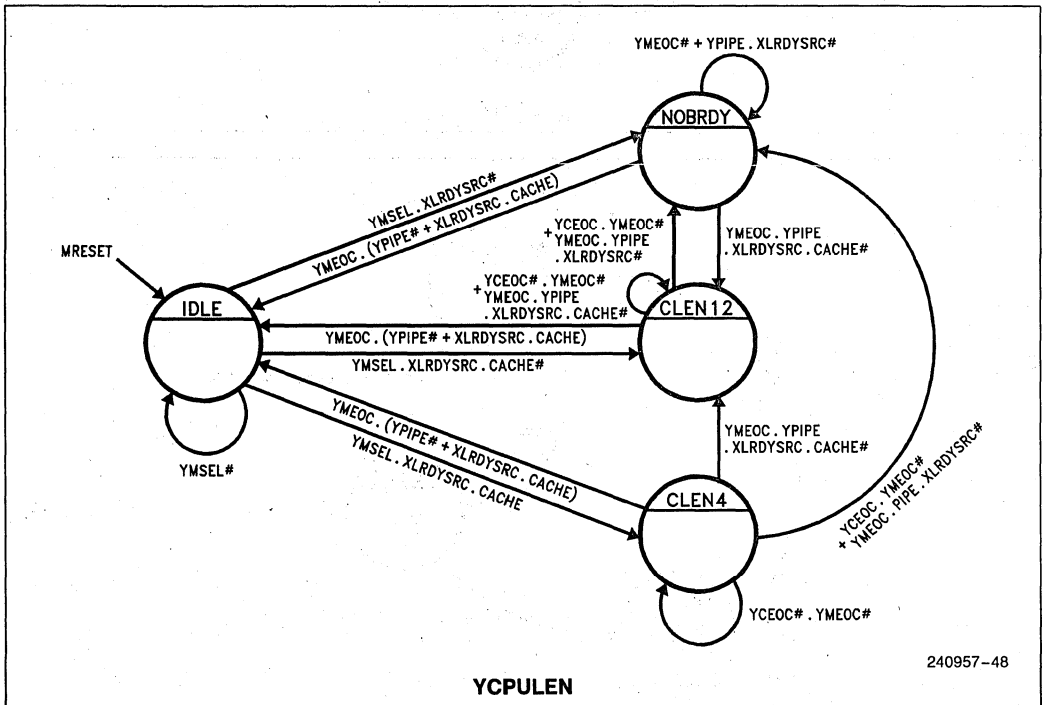 YMEOC# + YPIPE . XLRDYSRC#
NOBRDY
YMSEL . XLRDYSRC#
YMEOC . (YPIPE# + XLRDYSRC . CACHE)
MRESET
+ YCEOC . YMEOC#
YMEOC . YPIPE
. XLRDYSRC#
YMEOC . YPIPE
. XLRDYSRC . CACHE#
+ YCEOC# . YMEOC#
YMEOC . YPIPE
. XLRDYSRC . CACHE#
IDLE
CLEN12
YMEOC . (YPIPE# + XLRDYSRC . CACHE)
YMSEL . XLRDYSRC . CACHE#
YMEOC . (YPIPE# + XLRDYSRC . CACHE)
YMSEL . XLRDYSRC . CACHE
YMSEL#
YMEOC . YPIPE
. XLRDYSRC . CACHE#
CLEN4
YCEOC . YMEOC#
+ YMEOC . PIPE . XLRDYSRC#
YCEOC# . YMEOC#
240957-48
YCPULEN